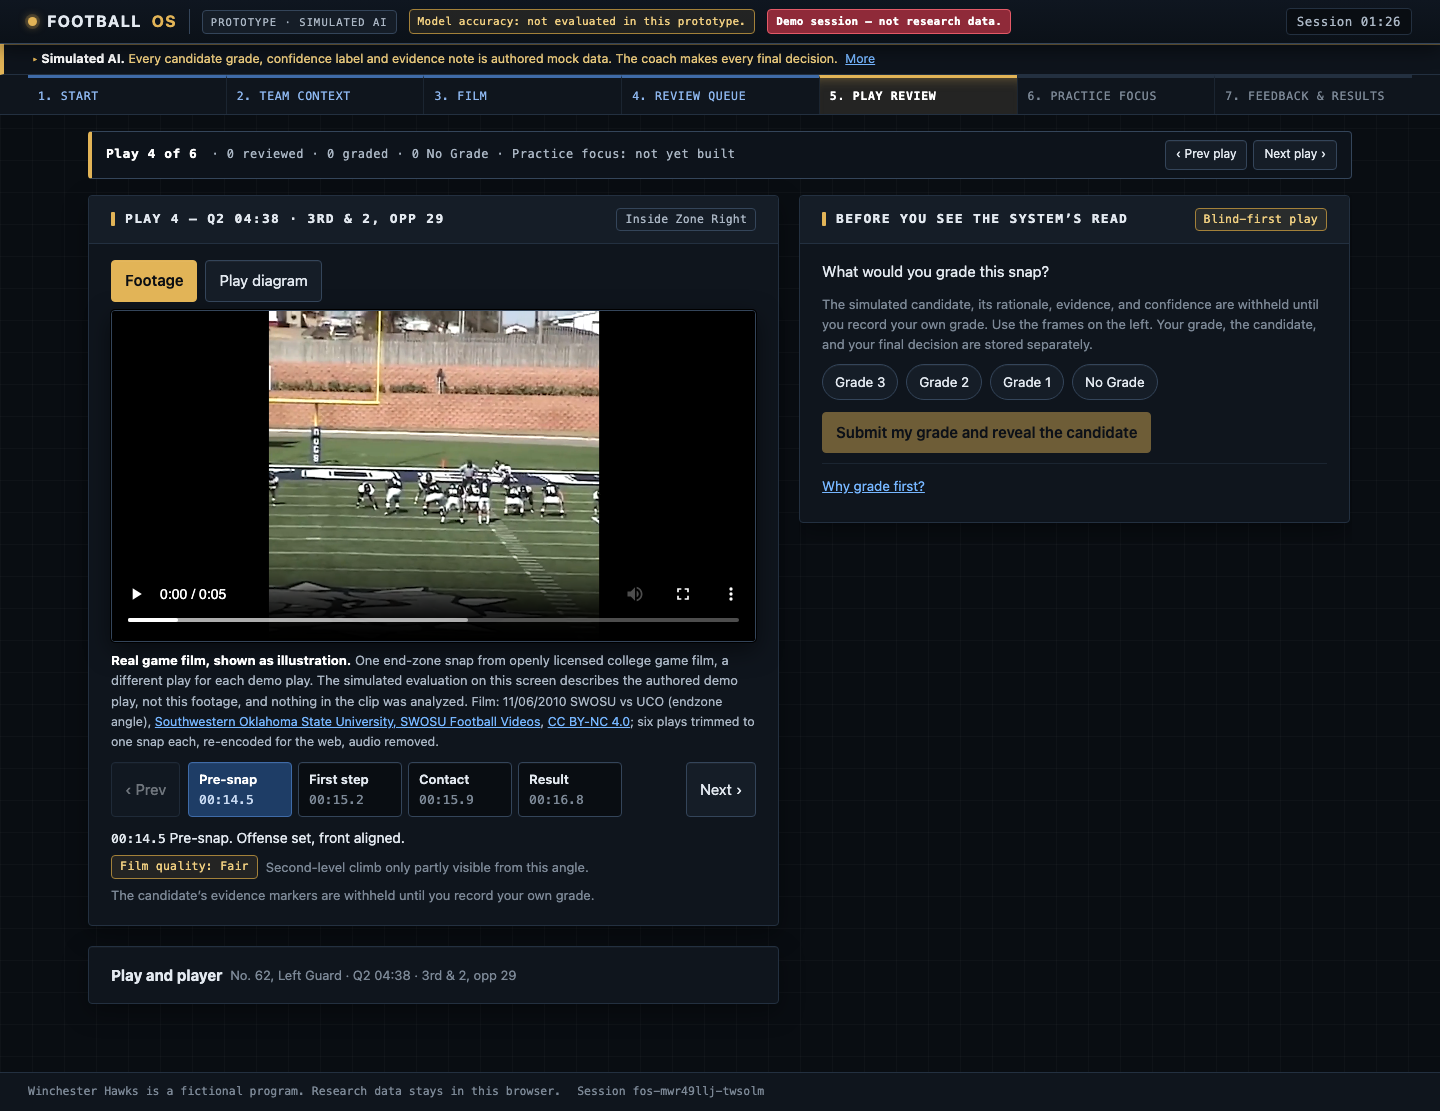 FOOTBALL OS
PROTOTYPE · SIMULATED AI
Model accuracy: not evaluated in this prototype.
Demo session — not research data.
Session 01:26
Simulated AI. Every candidate grade, confidence label and evidence note is authored mock data. The coach makes every final decision. More
1. START
2. TEAM CONTEXT
3. FILM
4. REVIEW QUEUE
5. PLAY REVIEW
6. PRACTICE FOCUS
7. FEEDBACK & RESULTS
Play 4 of 6 · 0 reviewed · 0 graded · 0 No Grade · Practice focus: not yet built
‹ Prev play
Next play ›
PLAY 4 — Q2 04:38 · 3RD & 2, OPP 29
Inside Zone Right
Footage
Play diagram
0:00 / 0:05
Real game film, shown as illustration. One end-zone snap from openly licensed college game film, a
different play for each demo play. The simulated evaluation on this screen describes the authored demo
play, not this footage, and nothing in the clip was analyzed. Film: 11/06/2010 SWOSU vs UCO (endzone
angle), Southwestern Oklahoma State University, SWOSU Football Videos, CC BY-NC 4.0; six plays trimmed to
one snap each, re-encoded for the web, audio removed.
‹ Prev
Pre-snap
00:14.5
First step
00:15.2
Contact
00:15.9
Result
00:16.8
Next ›
00:14.5 Pre-snap. Offense set, front aligned.
Film quality: Fair
Second-level climb only partly visible from this angle.
The candidate's evidence markers are withheld until you record your own grade.
Play and player No. 62, Left Guard · Q2 04:38 · 3rd & 2, opp 29
BEFORE YOU SEE THE SYSTEM'S READ
Blind-first play
What would you grade this snap?
The simulated candidate, its rationale, evidence, and confidence are withheld until
you record your own grade. Use the frames on the left. Your grade, the candidate,
and your final decision are stored separately.
Grade 3
Grade 2
Grade 1
No Grade
Submit my grade and reveal the candidate
Why grade first?
Winchester Hawks is a fictional program. Research data stays in this browser. Session fos-mwr49llj-twsolm